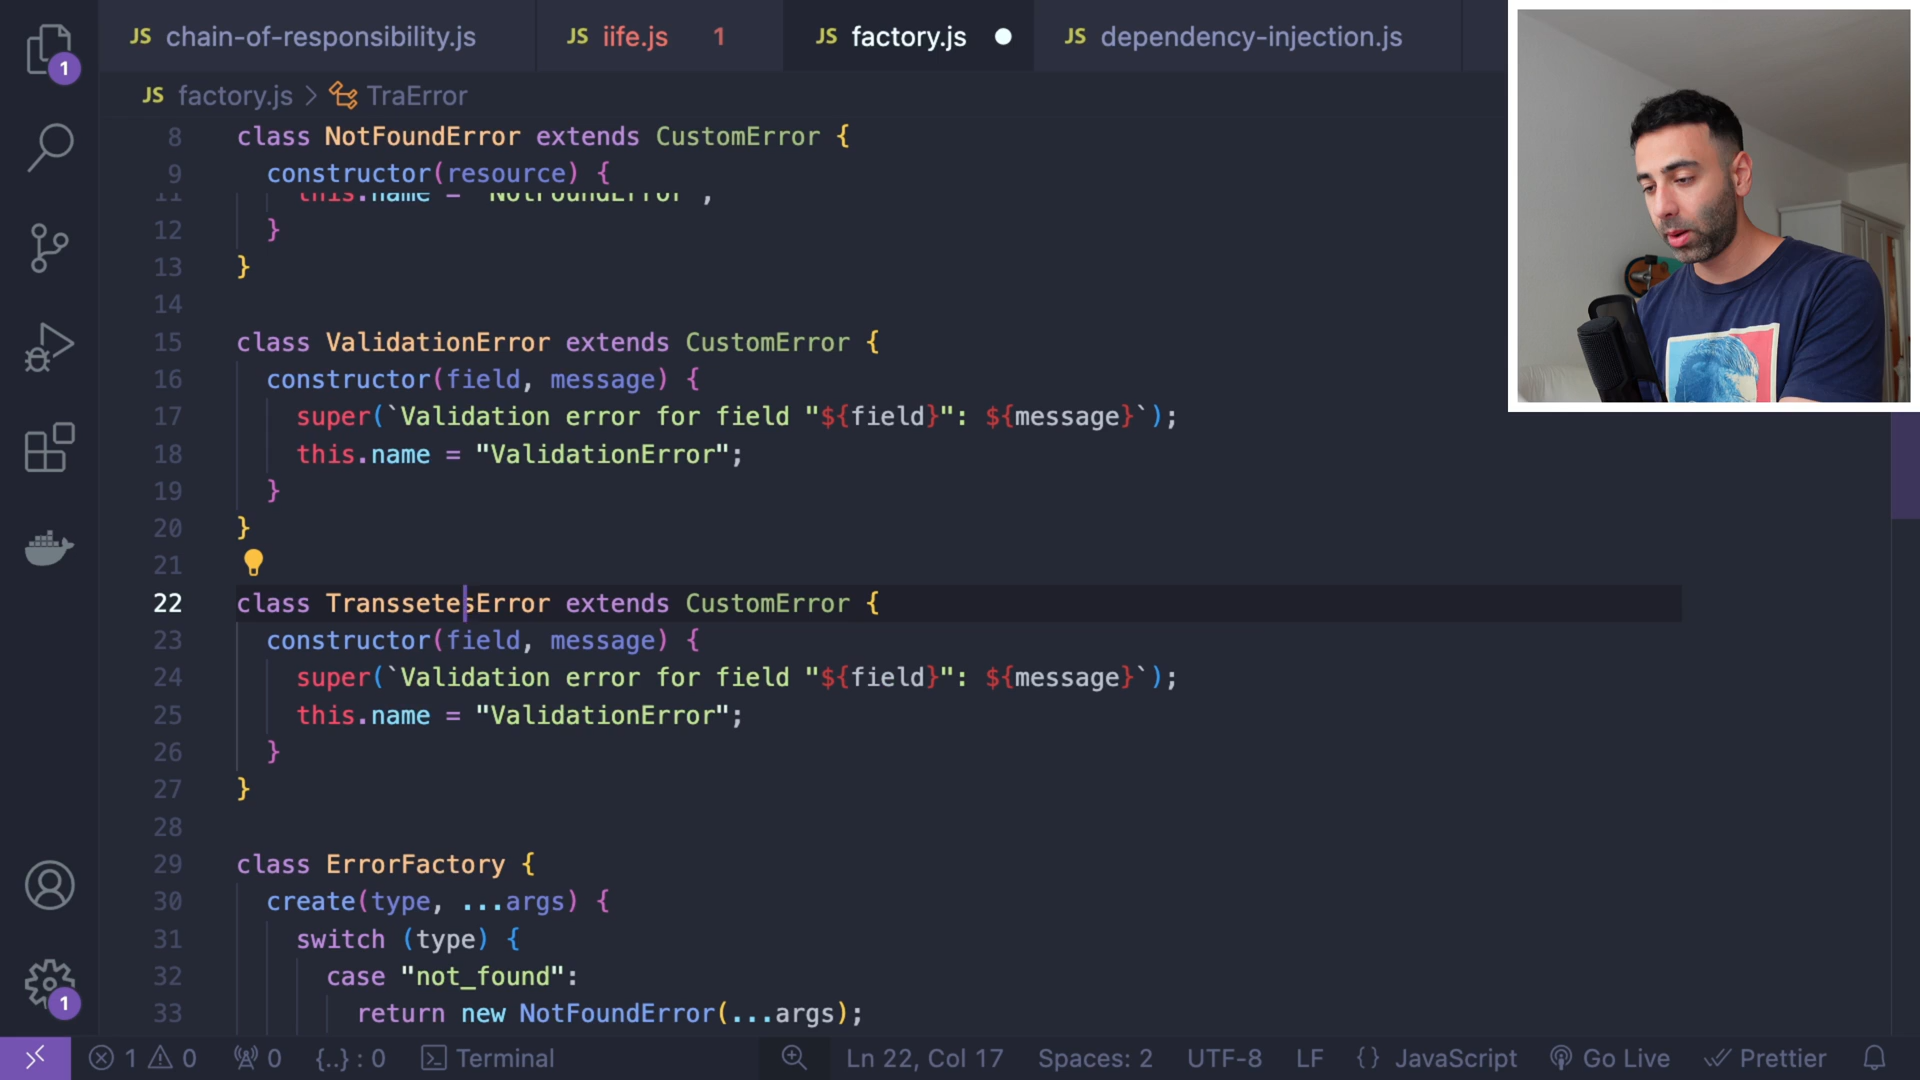 JS chain-of-responsibility.js JS iife.js 1 JS factory.js JS dependency-injection.js
JS factory.js > TraError
8 class NotFoundError extends CustomError {
9 constructor(resource) {
11 this.name = "NotFoundError";
12 }
13 }
14
15 class ValidationError extends CustomError {
16 constructor(field, message) {
17 super(`Validation error for field "${field}": ${message}`);
18 this.name = "ValidationError";
19 }
20 }
21
22 class TranssetesError extends CustomError {
23 constructor(field, message) {
24 super(`Validation error for field "${field}": ${message}`);
25 this.name = "ValidationError";
26 }
27 }
28
29 class ErrorFactory {
30 create(type, ...args) {
31 switch (type) {
32 case "not_found":
33 return new NotFoundError(...args);
1
1
1 0 0 {..} : 0 Terminal Ln 22, Col 17 Spaces: 2 UTF-8 LF {} JavaScript Go Live Prettier